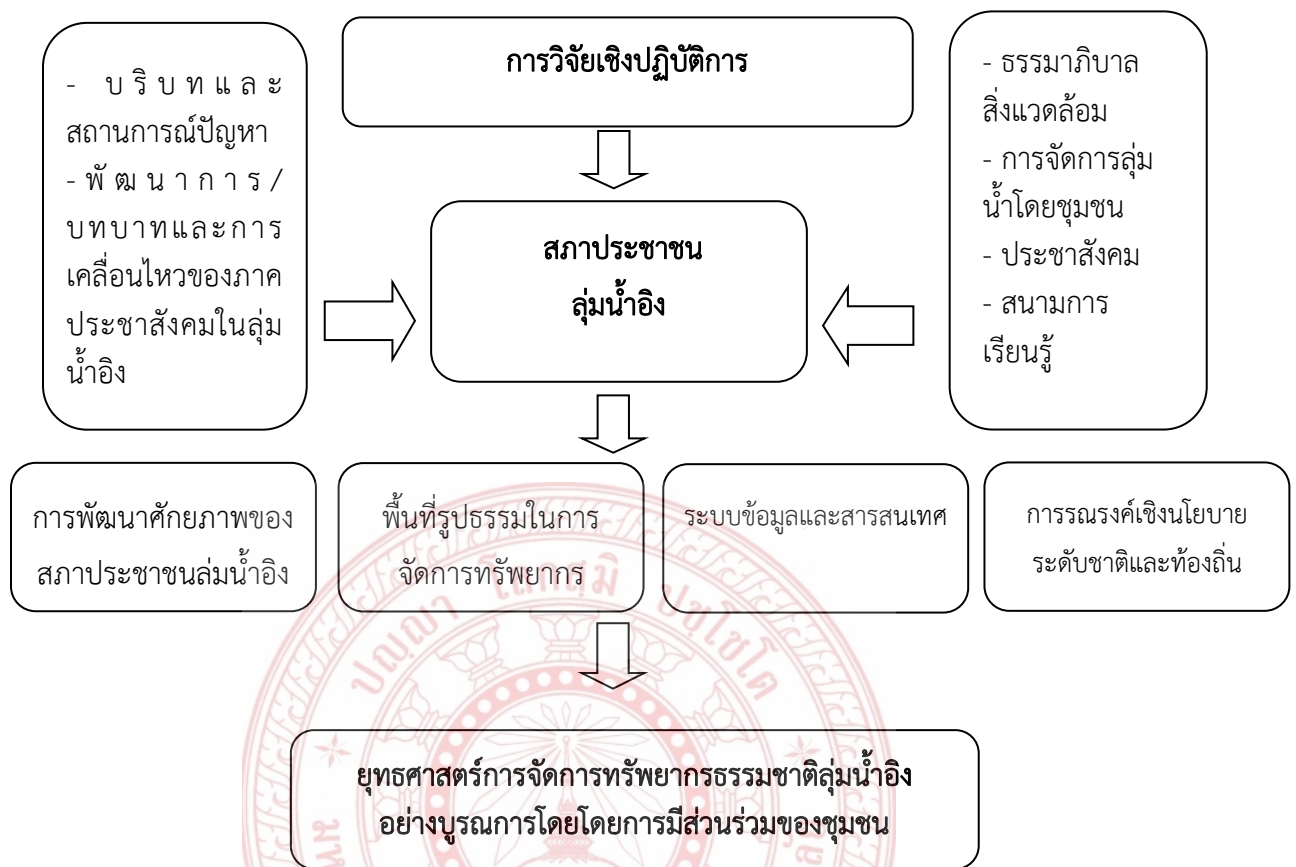 การวิจัยเชิงปฏิบัติการ
- บริบทและ
สถานการณ์ปัญหา
- พัฒนาการ/
บทบาทและการ
เคลื่อนไหวของภาค
ประชาสังคมในลุ่ม
น้ำอิง
สภาประชาชน
ลุ่มน้ำอิง
- ธรรมาภิบาล
สิ่งแวดล้อม
- การจัดการลุ่ม
น้ำโดยชุมชน
- ประชาสังคม
- สนามการ
เรียนรู้
การพัฒนาศักยภาพของ
สภาประชาชนล่มน้ำอิง
พื้นที่รูปธรรมในการ
จัดการทรัพยากร
ระบบข้อมูลและสารสนเทศ
การรณรงค์เชิงนโยบาย
ระดับชาติและท้องถิ่น
ปญฺญา โลกสฺมิ ปชฺโชโต
ยุทธศาสตร์การจัดการทรัพยากรธรรมชาติลุ่มน้ำอิง
อย่างบูรณการโดยโดยการมีส่วนร่วมของชุมชน